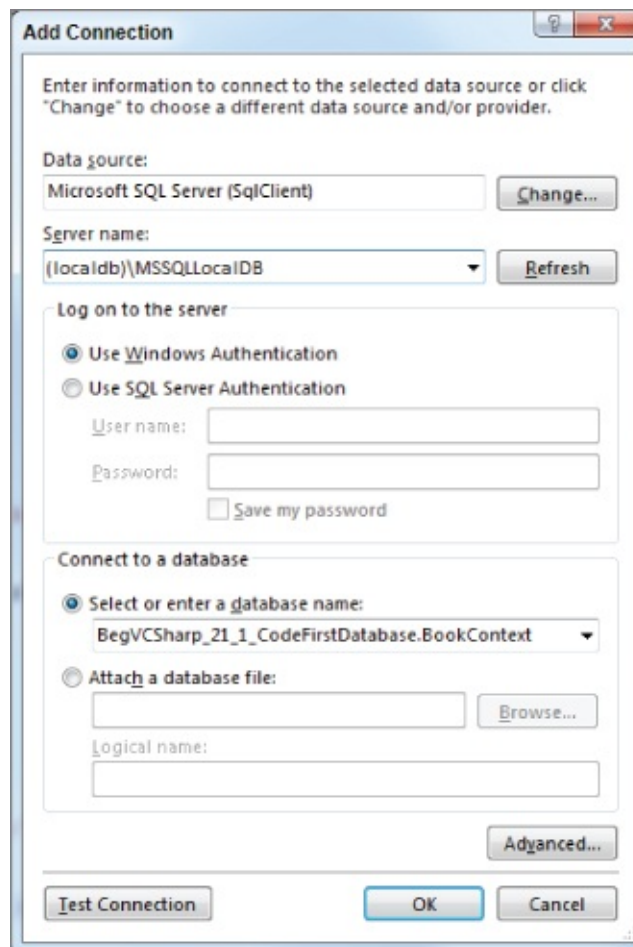 Add Connection
Enter information to connect to the selected data source or click
"Change" to choose a different data source and/or provider.
Data source:
Microsoft SQL Server (SqlClient)
Change...
Server name:
(localdb)\MSSQLLocalDB
Refresh
Log on to the server
Use Windows Authentication
Use SQL Server Authentication
User name:
Password:
Save my password
Connect to a database
Select or enter a database name:
BegVCSharp_21_1_CodeFirstDatabase.BookContext
Attach a database file:
Browse...
Logical name:
Advanced...
Test Connection
OK
Cancel